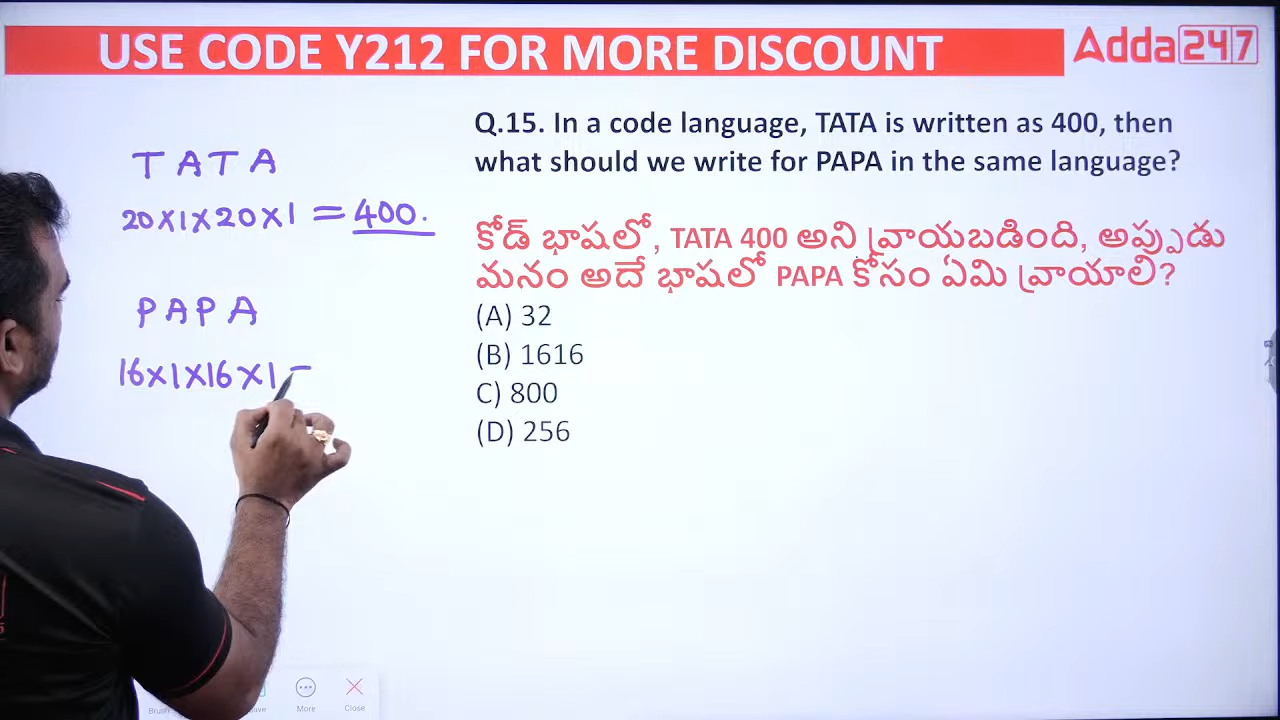 USE CODE Y212 FOR MORE DISCOUNT
Adda247
Q.15. In a code language, TATA is written as 400, then
what should we write for PAPA in the same language?
కోడ్ భాషలో, TATA 400 అని వ్రాయబడింది, అప్పుడు
మనం అదే భాషలో PAPA కోసం ఏమి వ్రాయాలి?
(A) 32
(B) 1616
C) 800
(D) 256
T A T A
20×1×20×1 = 400.
P A P A
16×1×16×1
More
Close